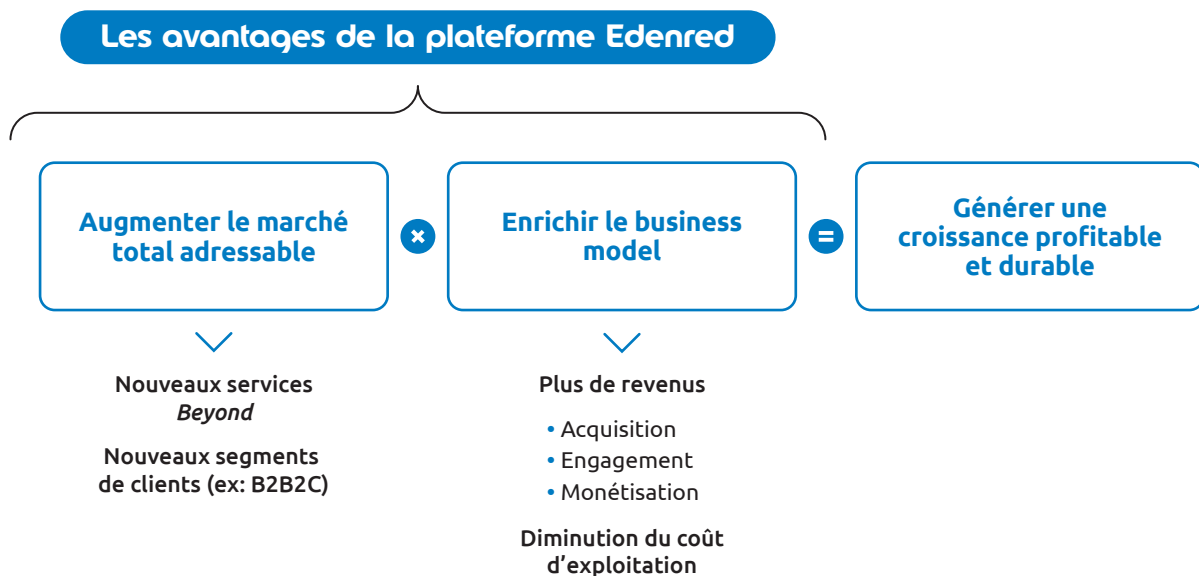 Les avantages de la plateforme Edenred
Augmenter le marché
total adressable
×
Enrichir le business
model
=
Générer une
croissance profitable
et durable
Nouveaux services
Beyond
Nouveaux segments
de clients (ex: B2B2C)
Plus de revenus
• Acquisition
• Engagement
• Monétisation
Diminution du coût
d’exploitation